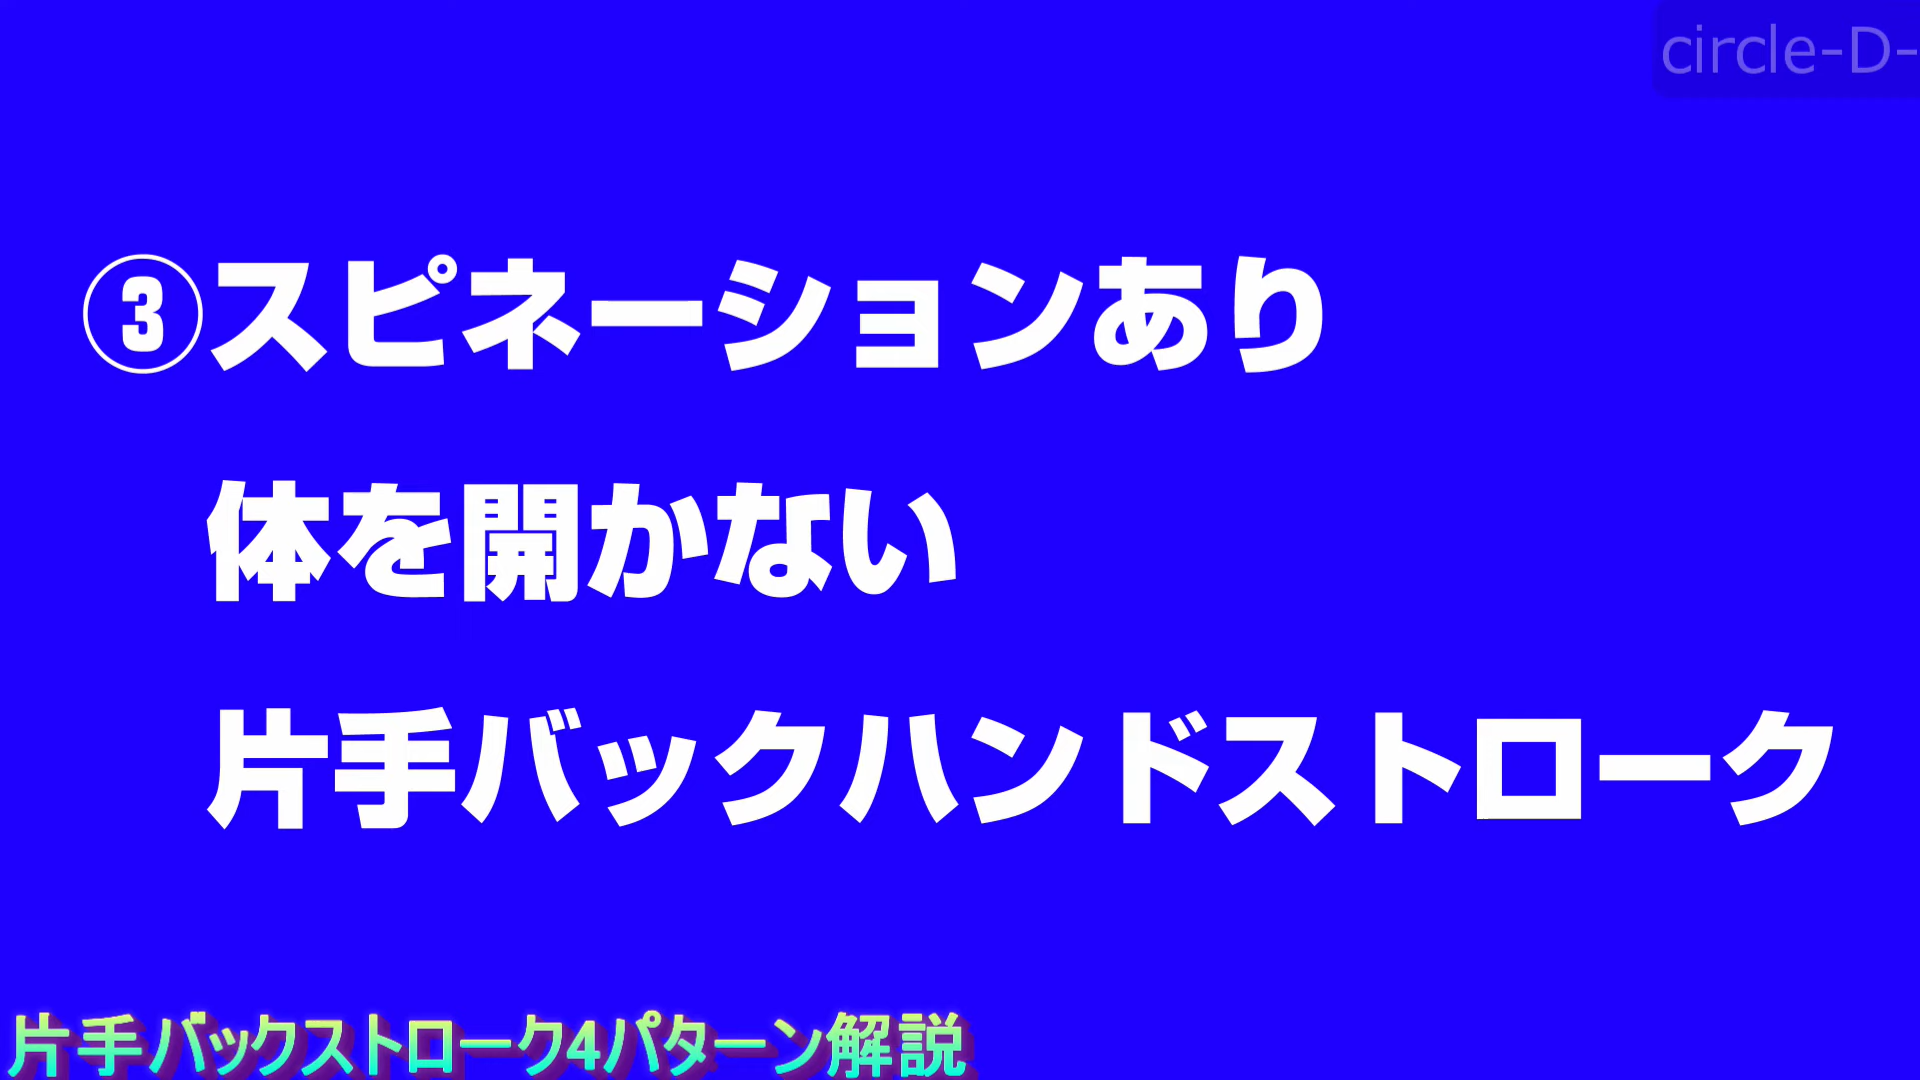 circle-D-
③スピネーションあり
体を開かない
片手バックハンドストローク
片手バックストローク4パターン解説